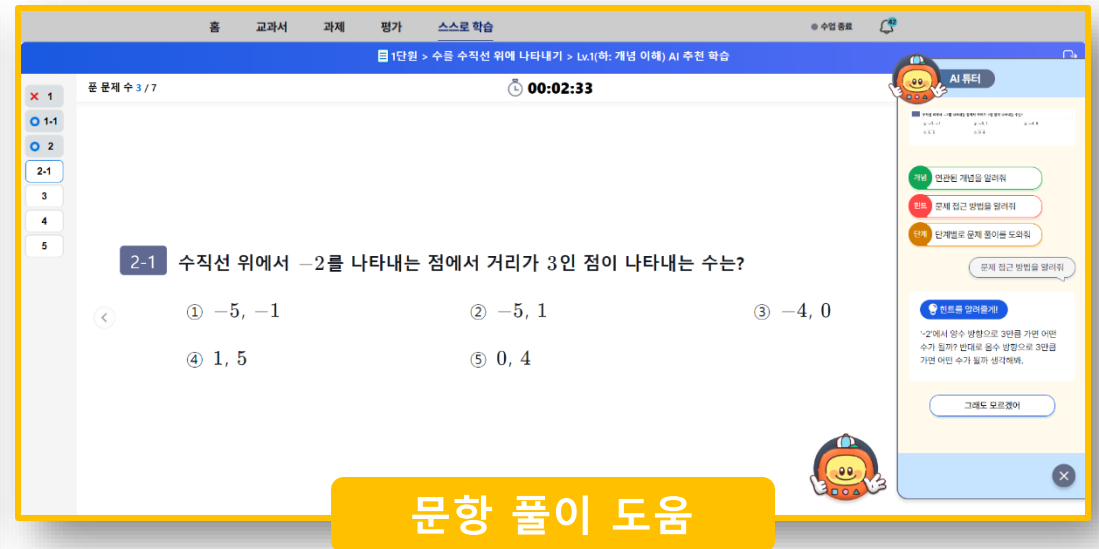 홈 교과서 과제 평가 스스로 학습 수업 종료 42
1단원 > 수를 수직선 위에 나타내기 > Lv.1(하: 개념 이해) AI 추천 학습
푼 문제 수 3 / 7
00:02:33
AI 튜터
× 1
1-1
2
2-1
3
4
5
2-1 수직선 위에서 −2를 나타내는 점에서 거리가 3인 점이 나타내는 수는?
① −5, −1 ② −5, 1 ③ −4, 0
④ 1, 5 ⑤ 0, 4
개념 연관된 개념을 알려줘
힌트 문제 접근 방법을 알려줘
단계 단계별로 문제 풀이를 도와줘
문제 접근 방법을 알려줘
힌트를 알려줄게!
'-2'에서 양수 방향으로 3만큼 가면 어떤
수가 될까? 반대로 음수 방향으로 3만큼
가면 어떤 수가 될까 생각해봐.
그래도 모르겠어
문항 풀이 도움